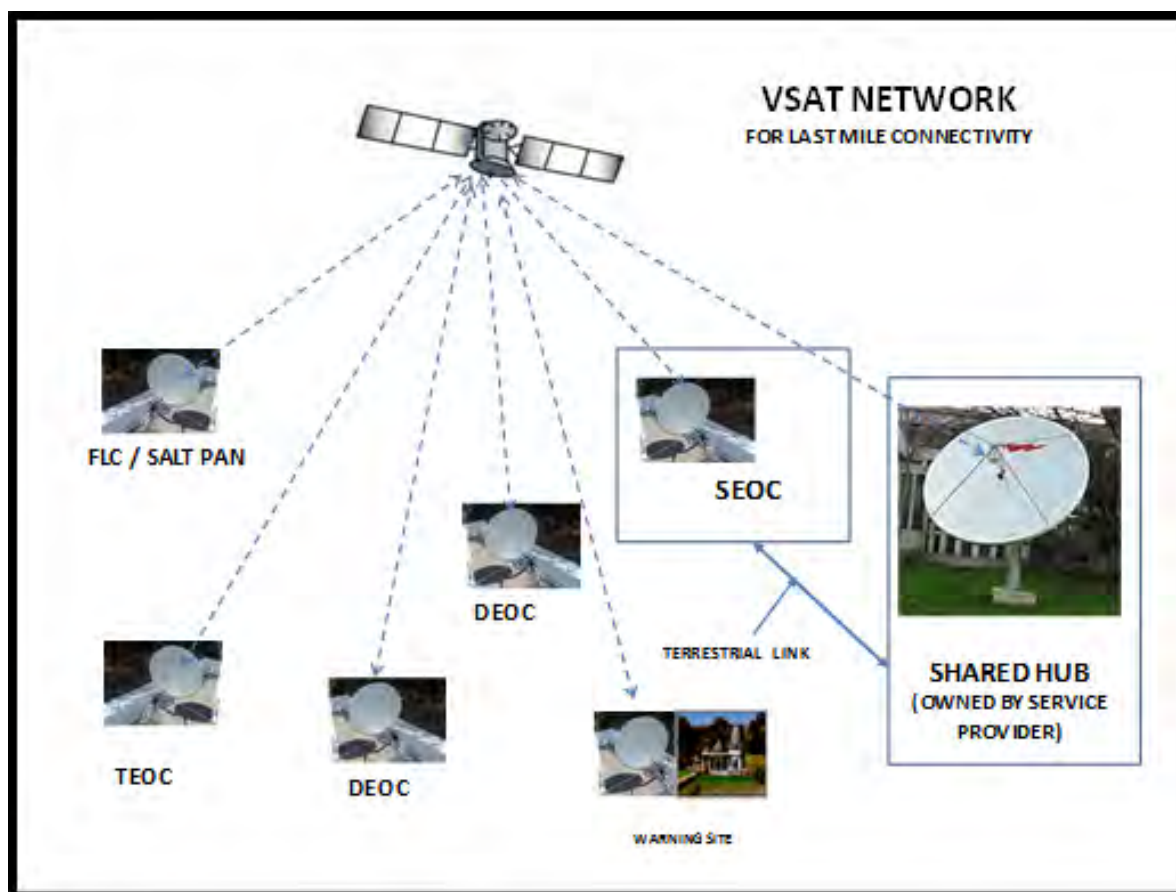 VSAT NETWORK
FOR LAST MILE CONNECTIVITY
FLC / SALT PAN
SEOC
DEOC
TERRESTRIAL LINK
SHARED HUB
(OWNED BY SERVICE
PROVIDER)
TEOC
DEOC
WARNING SITE